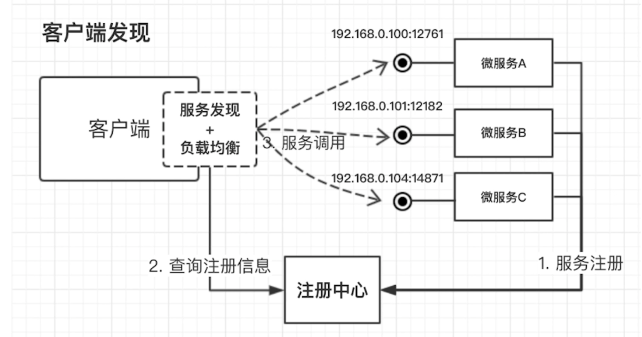 客户端发现
192.168.0.100:12761
微服务A
客户端
服务发现
+
负载均衡
192.168.0.101:12182
微服务B
3. 服务调用
192.168.0.104:14871
微服务C
2. 查询注册信息
1. 服务注册
注册中心